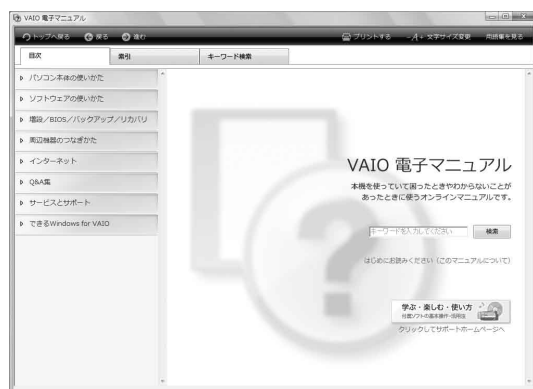 VAIO 電子マニュアル
トップへ戻る 戻る 進む プリントする -A+ 文字サイズ変更 用語集を見る
目次 索引 キーワード検索
パソコン本体の使いかた
ソフトウェアの使いかた
増設/BIOS/バックアップ/リカバリ
周辺機器のつなぎかた
インターネット
Q&A集
サービスとサポート
できるWindows for VAIO
VAIO 電子マニュアル
本機を使っていて困ったときやわからないことが
あったときに使うオンラインマニュアルです。
キーワードを入力してください 検索
はじめにお読みください(このマニュアルについて)
学ぶ・楽しむ・使い方
クリックしてサポートホームページへ